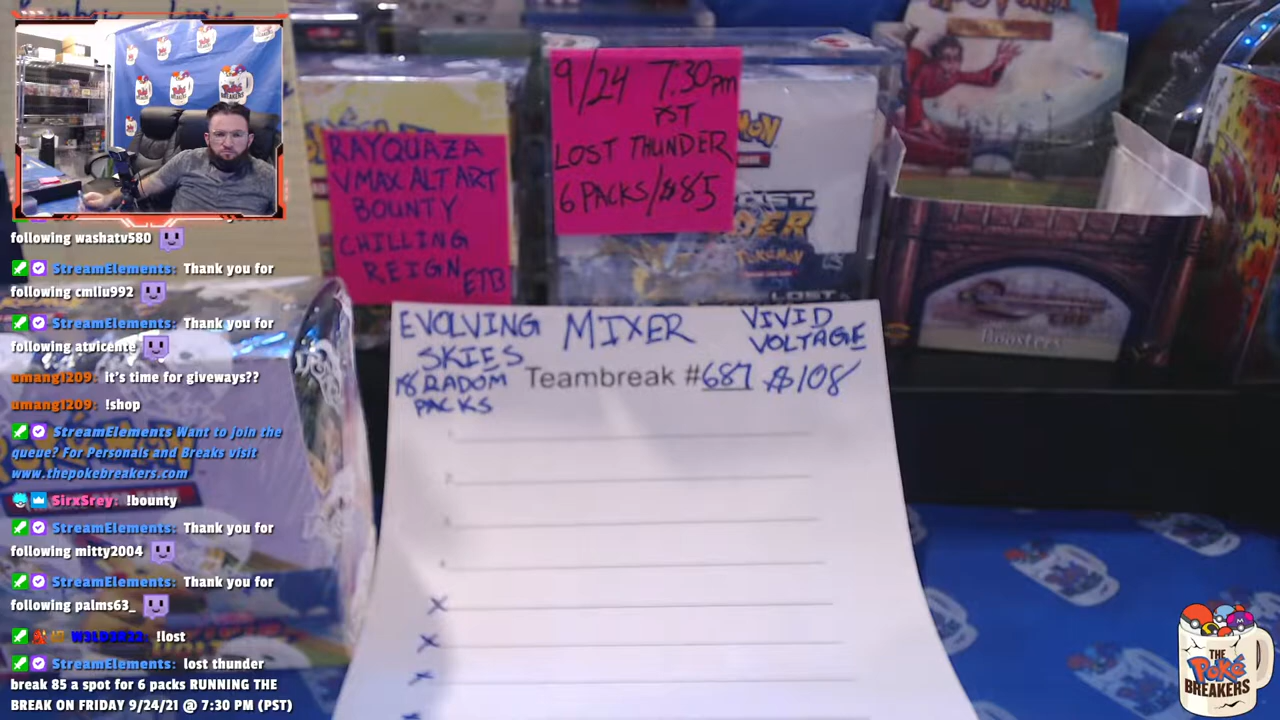 following washatv580
StreamElements: Thank you for
following cmliu992
StreamElements: Thank you for
following atvicente
umang1209: it's time for giveways??
umang1209: !shop
StreamElements Want to join the
queue? For Personals and Breaks visit
www.thepokebreakers.com
SirxSrey: !bounty
StreamElements: Thank you for
following mitty2004
StreamElements: Thank you for
following palms63_
!lost
StreamElements: lost thunder
break 85 a spot for 6 packs RUNNING THE
BREAK ON FRIDAY 9/24/21 @ 7:30 PM (PST)
RAYQUAZA
VMAX ALT ART
BOUNTY
CHILLING
REIGN ETB
9/24 7:30pm
PST
LOST THUNDER
6 PACKS/$85
POKEMON
LOST
Boosters
EVOLVING SKIES
MIXER
VIVID VOLTAGE
18 RADOM PACKS
Teambreak #687 $108
THE
Poké
BREAKERS